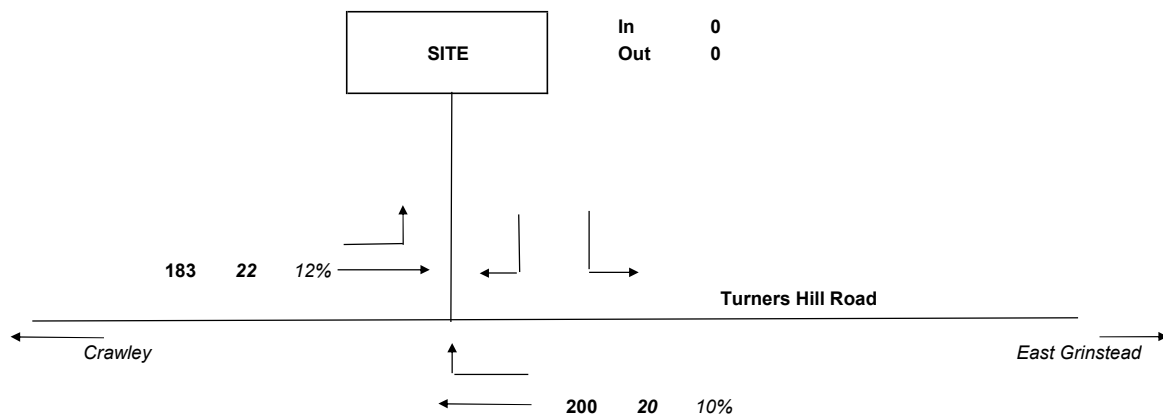 In 0
SITE
Out 0
183 22 12%
Turners Hill Road
Crawley
East Grinstead
200 20 10%